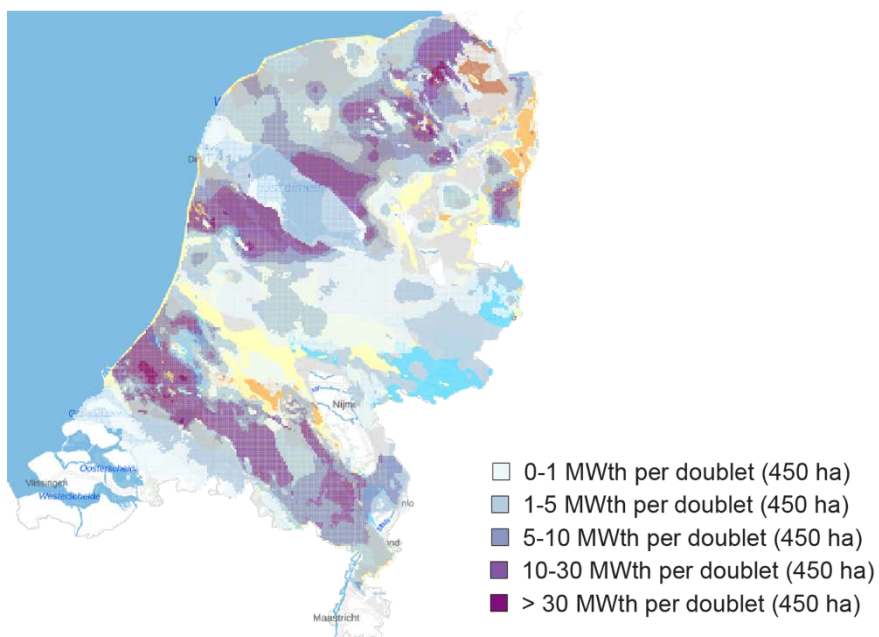 Nijm
Oosterschelde
Vlissingen
Westerschelde
nlo
nd
Maastricht
0-1 MWth per doublet (450 ha)
1-5 MWth per doublet (450 ha)
5-10 MWth per doublet (450 ha)
10-30 MWth per doublet (450 ha)
> 30 MWth per doublet (450 ha)